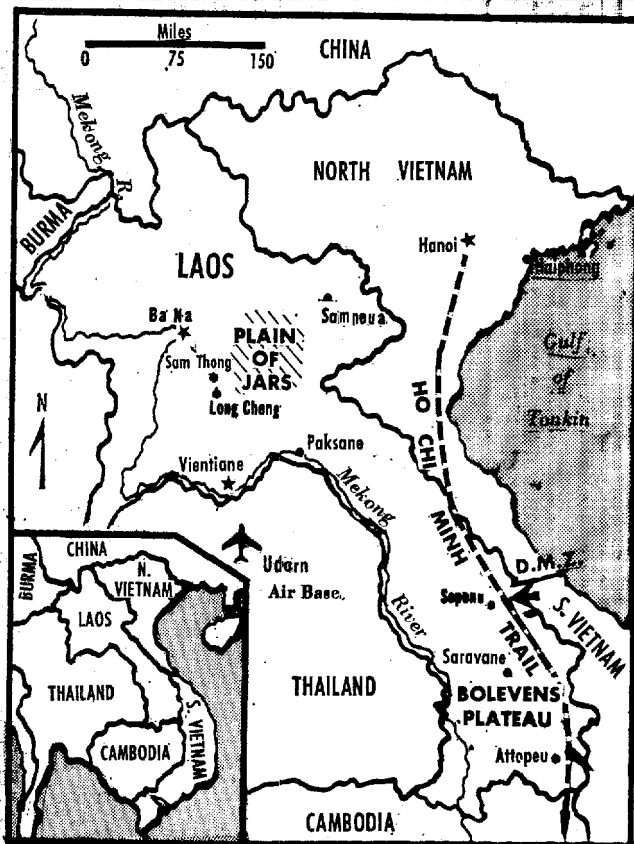 Miles
0 75 150
CHINA
Mekong
R.
NORTH VIETNAM
BURMA
Hanoi
LAOS
Haiphong
Ba Na
Samneua
PLAIN
OF
JARS
Sam Thong
Gulf
of
Tonkin
Long Cheng
N
HO CHI MINH TRAIL
Paksane
Vientiane
Mekong
River
D.M.Z.
Udorn
Air Base
Sepone
S. VIETNAM
Saravane
THAILAND
BOLEVENS
PLATEAU
Attopeu
CAMBODIA
CHINA
BURMA
N.
VIETNAM
LAOS
THAILAND
S. VIETNAM
CAMBODIA